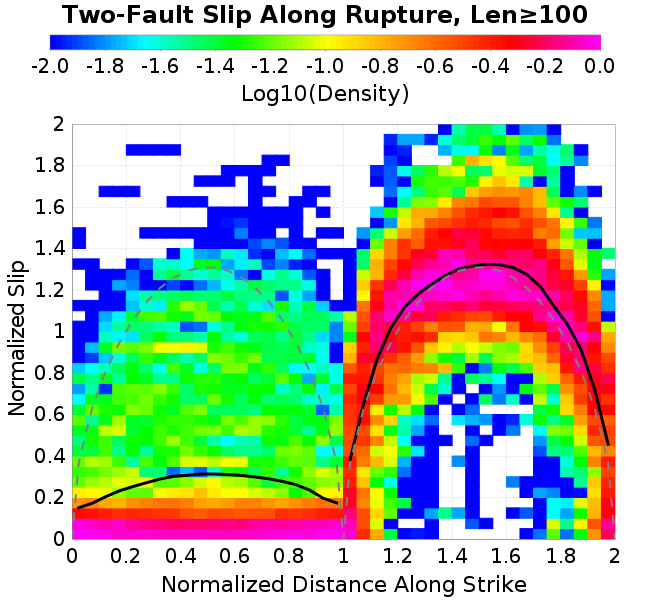 Two-Fault Slip Along Rupture, Len≥100
-2.0 -1.8 -1.6 -1.4 -1.2 -1.0 -0.8 -0.6 -0.4 -0.2 0.0
Log10(Density)
Normalized Slip
2
1.8
1.6
1.4
1.2
1
0.8
0.6
0.4
0.2
0
0 0.2 0.4 0.6 0.8 1 1.2 1.4 1.6 1.8 2
Normalized Distance Along Strike